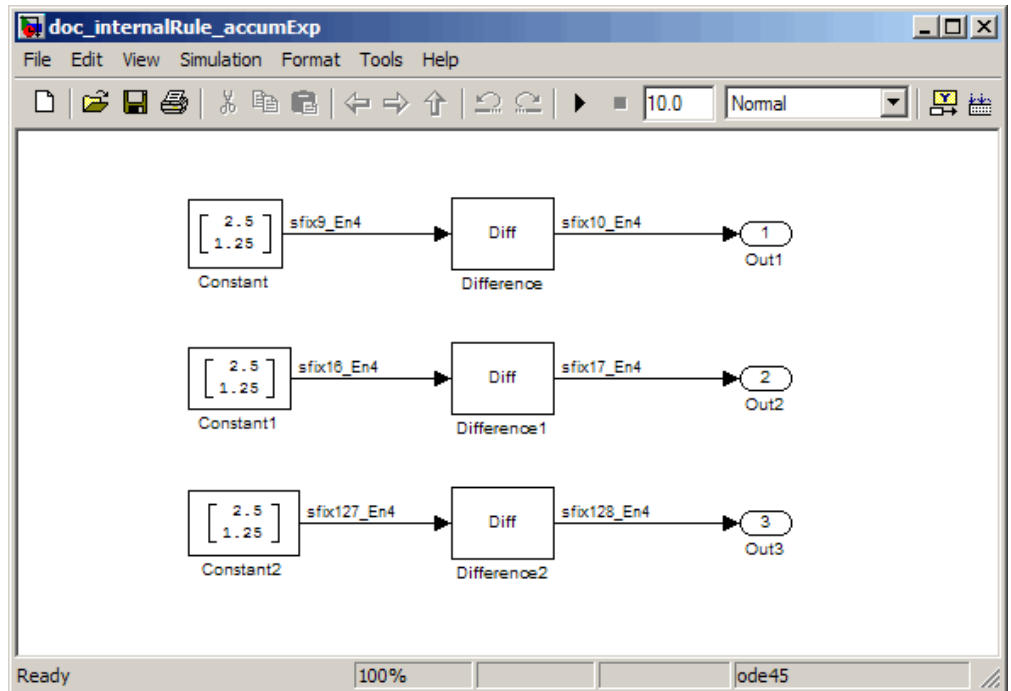 doc_internalRule_accumExp
File Edit View Simulation Format Tools Help
10.0 Normal
2.5
1.25
sfix9_En4
Diff
sfix10_En4
1
Constant
Difference
Out1
2.5
1.25
sfix16_En4
Diff
sfix17_En4
2
Constant1
Difference1
Out2
2.5
1.25
sfix127_En4
Diff
sfix128_En4
3
Constant2
Difference2
Out3
Ready 100% ode45